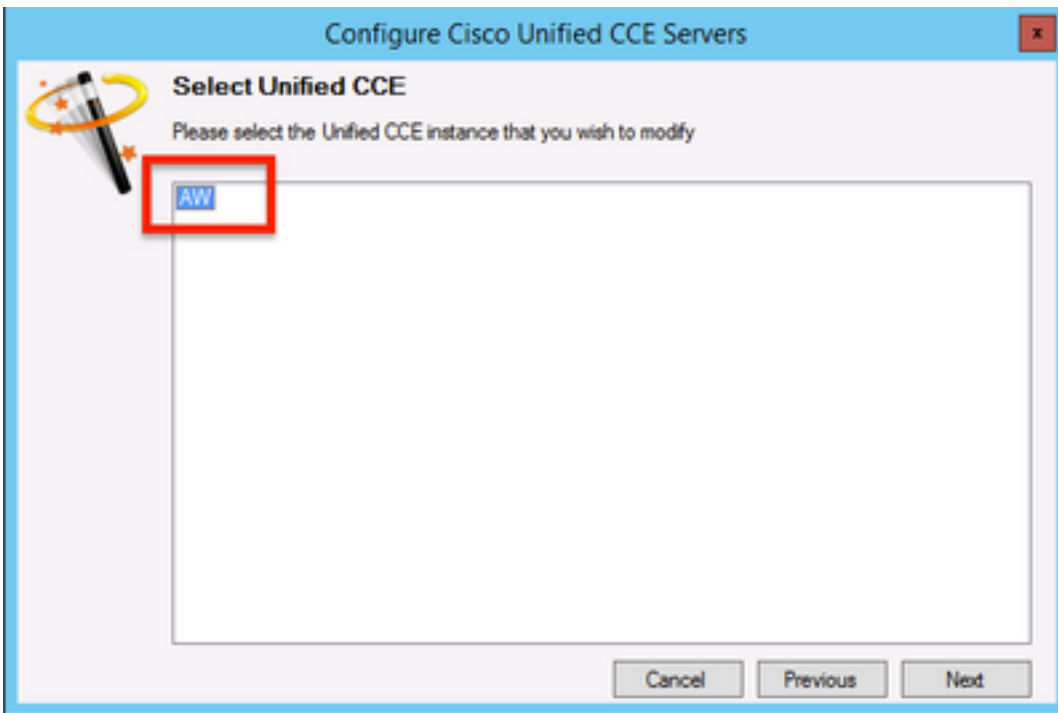 Configure Cisco Unified CCE Servers
x
Select Unified CCE
Please select the Unified CCE instance that you wish to modify
AW
Cancel Previous Next